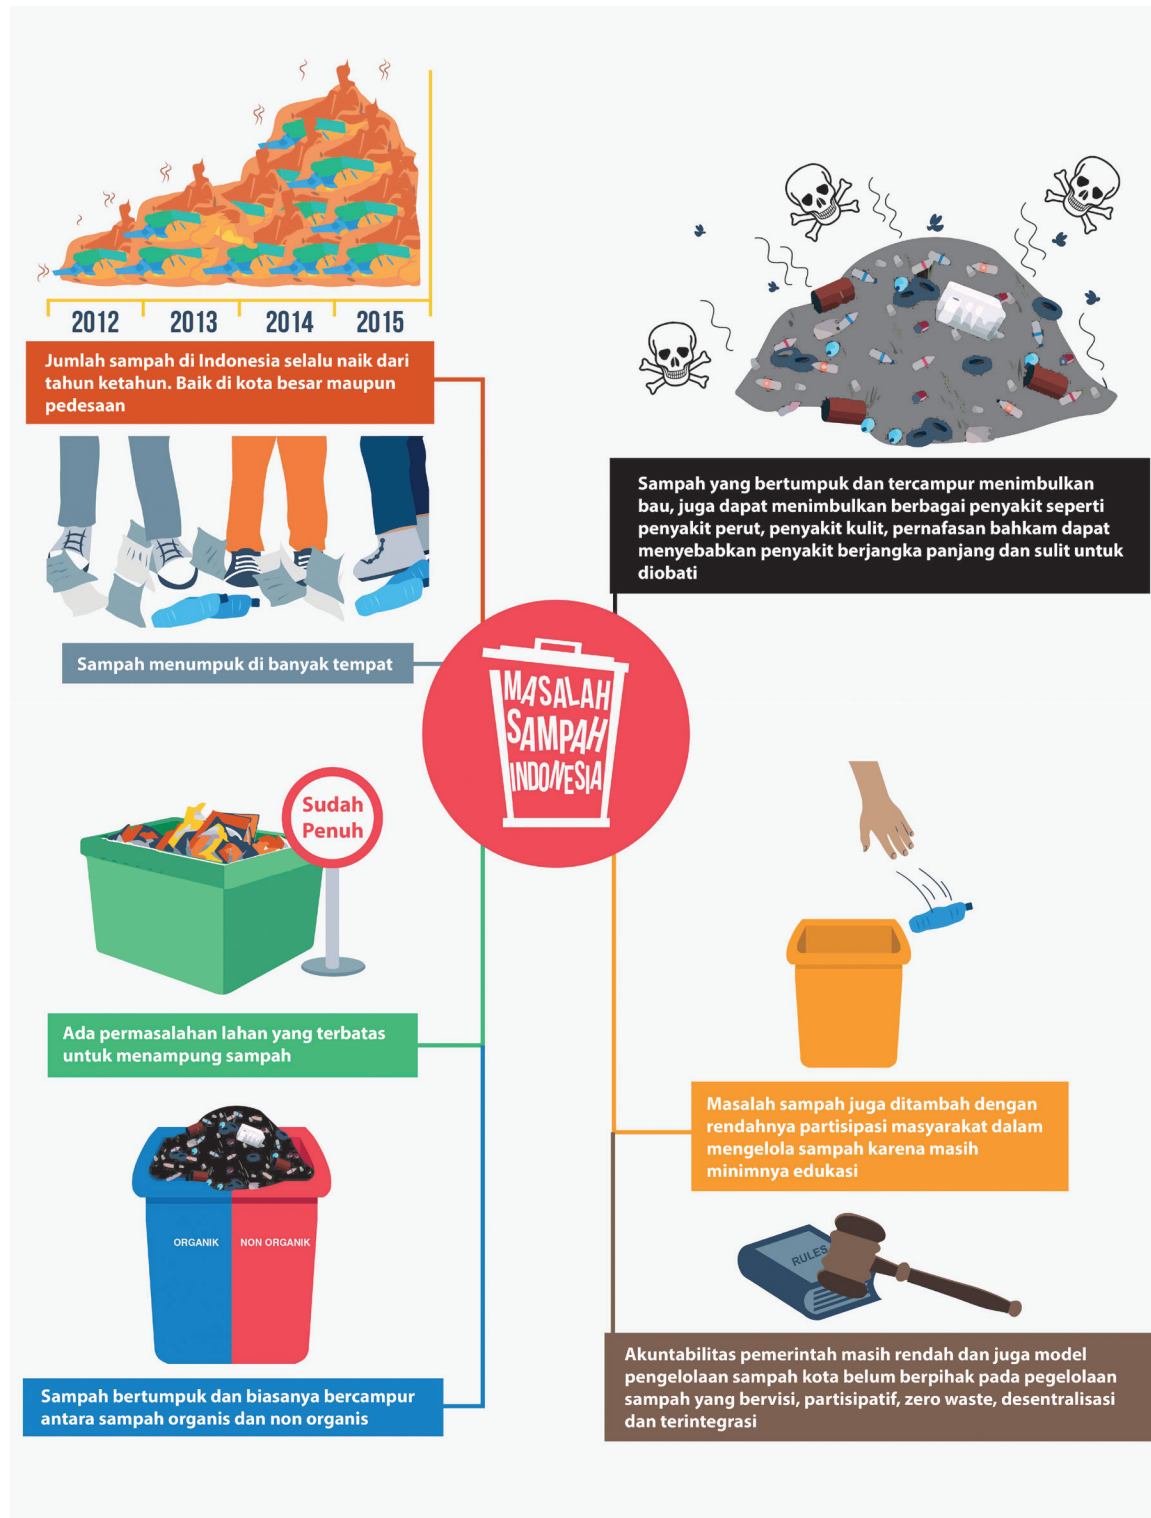 2012
2013
2014
2015
Jumlah sampah di Indonesia selalu naik dari
tahun ketahun. Baik di kota besar maupun
pedesaan
Sampah menumpuk di banyak tempat
Sampah yang bertumpuk dan tercampur menimbulkan
bau, juga dapat menimbulkan berbagai penyakit seperti
penyakit perut, penyakit kulit, pernafasan bahkam dapat
menyebabkan penyakit berjangka panjang dan sulit untuk
diobati
MASALAH
SAMPAH
INDONESIA
Sudah
Penuh
Ada permasalahan lahan yang terbatas
untuk menampung sampah
ORGANIK
NON ORGANIK
Sampah bertumpuk dan biasanya bercampur
antara sampah organis dan non organis
Masalah sampah juga ditambah dengan
rendahnya partisipasi masyarakat dalam
mengelola sampah karena masih
minimnya edukasi
RULES
Akuntabilitas pemerintah masih rendah dan juga model
pengelolaan sampah kota belum berpihak pada pegelolaan
sampah yang bervisi, partisipatif, zero waste, desentralisasi
dan terintegrasi